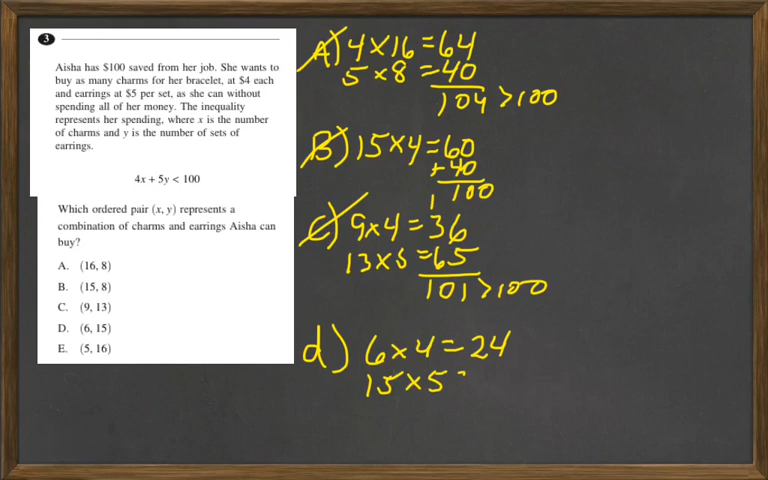 3
Aisha has $100 saved from her job. She wants to
buy as many charms for her bracelet, at $4 each
and earrings at $5 per set, as she can without
spending all of her money. The inequality
represents her spending, where x is the number
of charms and y is the number of sets of
earrings.
4x + 5y < 100
Which ordered pair (x, y) represents a
combination of charms and earrings Aisha can
buy?
A. (16, 8)
B. (15, 8)
C. (9, 13)
D. (6, 15)
E. (5, 16)
A) 4×16=64
5×8=40
104>100
B) 15×4=60
+40
1
100
C) 9×4=36
13×5=65
101>100
d) 6×4=24
15×5